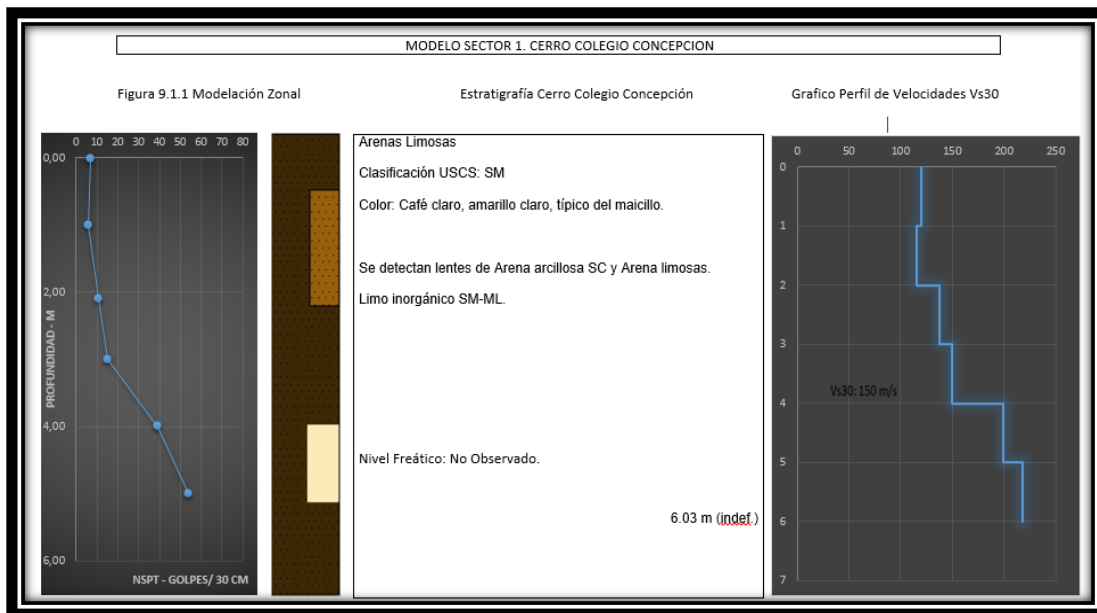 MODELO SECTOR 1. CERRO COLEGIO CONCEPCION
Figura 9.1.1 Modelación Zonal
Estratigrafía Cerro Colegio Concepción
Grafico Perfil de Velocidades Vs30
0 10 20 30 40 50 60 70 80
0,00
2,00
4,00
6,00
PROFUNDIDAD - M
NSPT - GOLPES/ 30 CM
Arenas Limosas
Clasificación USCS: SM
Color: Café claro, amarillo claro, típico del maicillo.
Se detectan lentes de Arena arcillosa SC y Arena limosas.
Limo inorgánico SM-ML.
Nivel Freático: No Observado.
6.03 m (indef.)
0 50 100 150 200 250
0
1
2
3
4
5
6
7
Vs30: 150 m/s